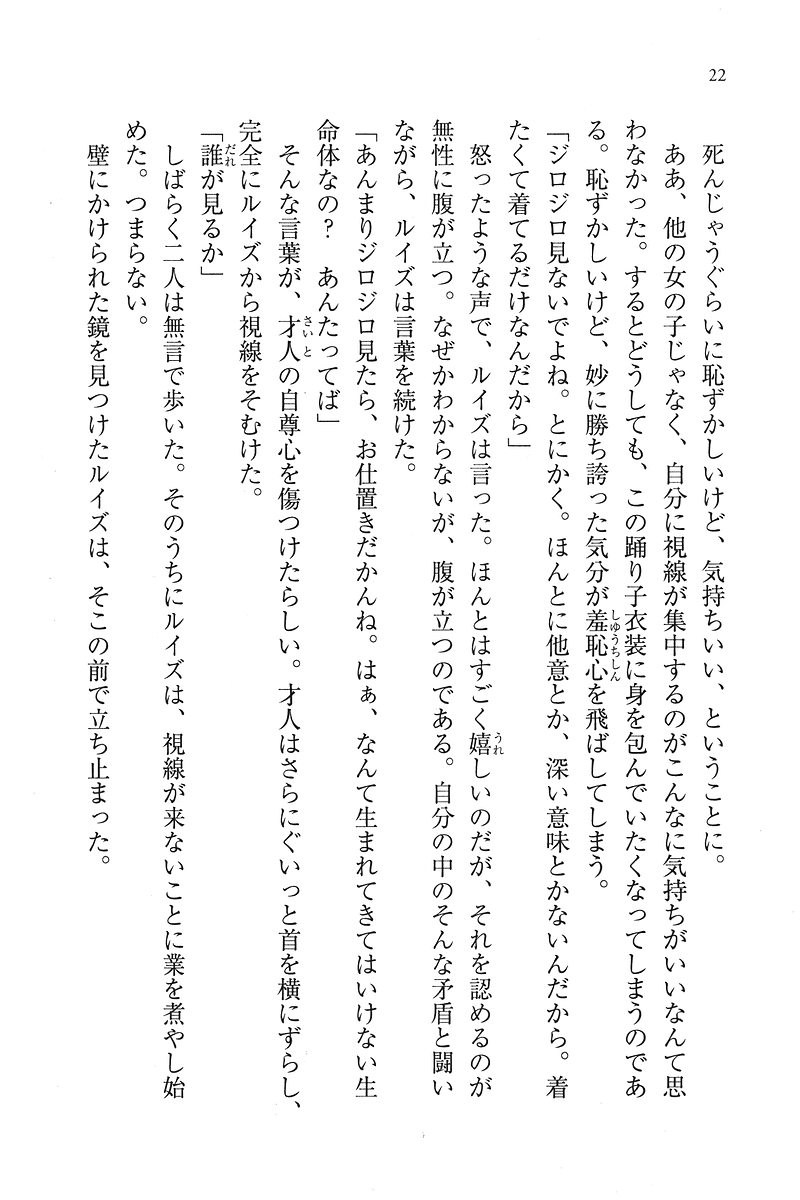 22
死んじゃうぐらいに恥ずかしいけど、気持ちいい、ということに。
ああ、他の女の子じゃなく、自分に視線が集中するのがこんなに気持ちがいいなんて思
わなかった。するとどうしても、この踊り子衣装に身を包んでいたくなってしまうのであ
る。恥ずかしいけど、妙に勝ち誇った気分が羞恥心を飛ばしてしまう。
「ジロジロ見ないでよね。とにかく。ほんとに他意とか、深い意味とかないんだから。着
たくて着てるだけなんだから」
怒ったような声で、ルイズは言った。ほんとはすごく嬉しいのだが、それを認めるのが
無性に腹が立つ。なぜかわからないが、腹が立つのである。自分の中のそんな矛盾と闘い
ながら、ルイズは言葉を続けた。
「あんまりジロジロ見たら、お仕置きだかんね。はぁ、なんて生まれてきてはいけない生
命体なの？　あんたってば」
そんな言葉が、才人の自尊心を傷つけたらしい。才人はさらにぐいっと首を横にずらし、
完全にルイズから視線をそむけた。
「誰が見るか」
しばらく二人は無言で歩いた。そのうちにルイズは、視線が来ないことに業を煮やし始
めた。つまらない。
壁にかけられた鏡を見つけたルイズは、そこの前で立ち止まった。